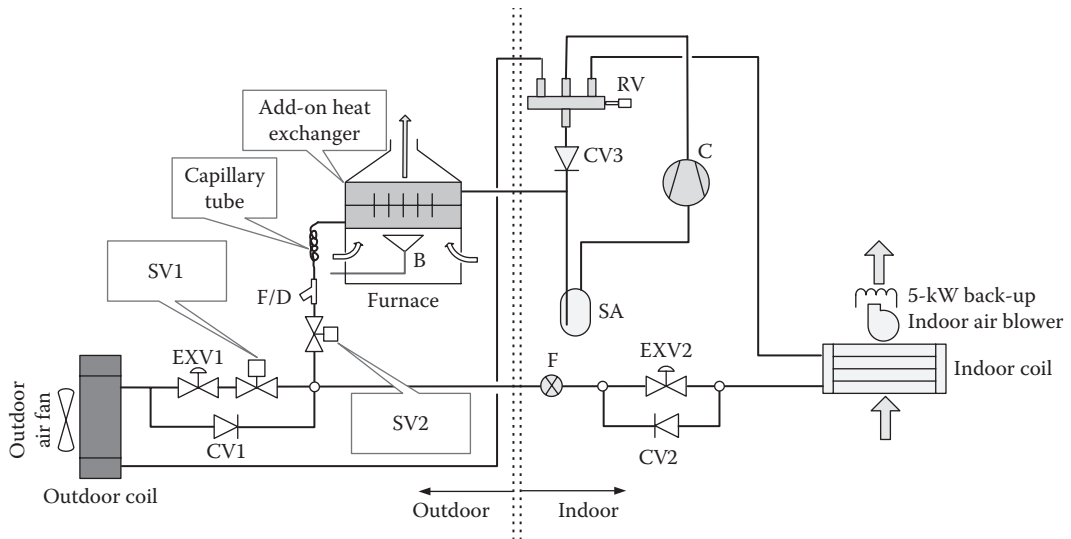 RV
Add-on heat
exchanger
CV3
C
Capillary
tube
SV1
B
F/D
Furnace
SA
5-kW back-up
Indoor air blower
EXV1
F
EXV2
Indoor coil
Outdoor
air fan
SV2
CV1
CV2
Outdoor coil
Outdoor
Indoor